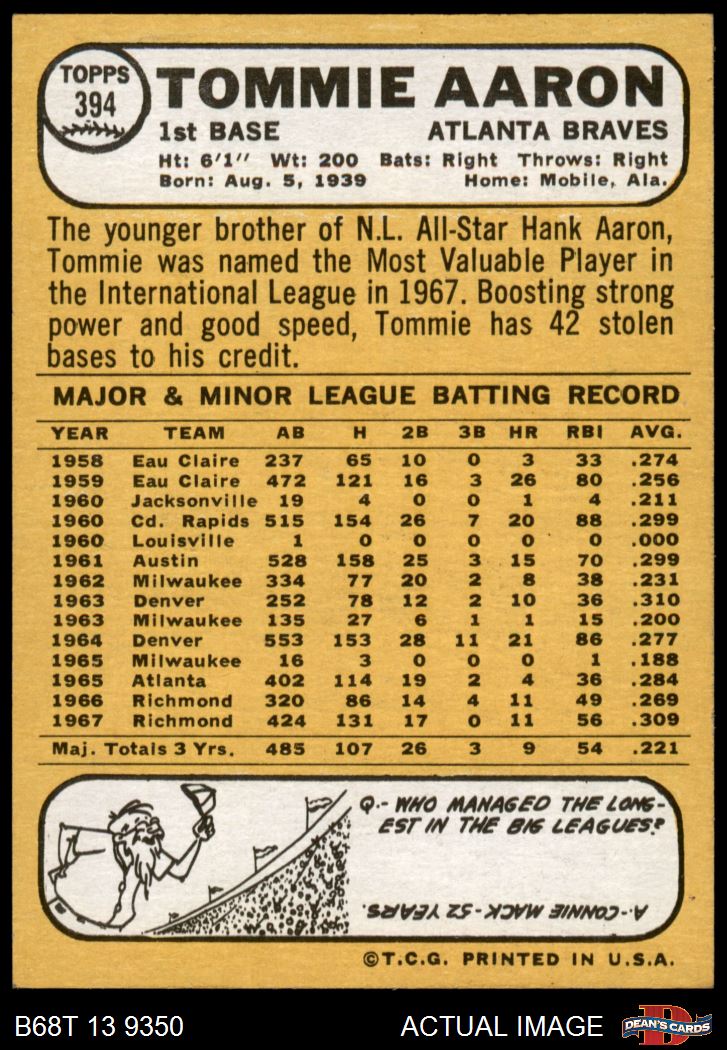 TOPPS
394
TOMMIE AARON
1st BASE ATLANTA BRAVES
Ht: 6'1" Wt: 200 Bats: Right Throws: Right
Born: Aug. 5, 1939 Home: Mobile, Ala.
The younger brother of N.L. All-Star Hank Aaron,
Tommie was named the Most Valuable Player in
the International League in 1967. Boosting strong
power and good speed, Tommie has 42 stolen
bases to his credit.
MAJOR & MINOR LEAGUE BATTING RECORD
YEAR TEAM AB H 2B 3B HR RBI AVG.
1958 Eau Claire 237 65 10 0 3 33 .274
1959 Eau Claire 472 121 16 3 26 80 .256
1960 Jacksonville 19 4 0 0 1 4 .211
1960 Cd. Rapids 515 154 26 7 20 88 .299
1960 Louisville 1 0 0 0 0 0 .000
1961 Austin 528 158 25 3 15 70 .299
1962 Milwaukee 334 77 20 2 8 38 .231
1963 Denver 252 78 12 2 10 36 .310
1963 Milwaukee 135 27 6 1 1 15 .200
1964 Denver 553 153 28 11 21 86 .277
1965 Milwaukee 16 3 0 0 0 1 .188
1965 Atlanta 402 114 19 2 4 36 .284
1966 Richmond 320 86 14 4 11 49 .269
1967 Richmond 424 131 17 0 11 56 .309
Maj. Totals 3 Yrs. 485 107 26 3 9 54 .221
Q.- WHO MANAGED THE LONG-
EST IN THE BIG LEAGUES?
A-CONNIE MACK-52 YEARS.
©T.C.G. PRINTED IN U.S.A.
B68T 13 9350 ACTUAL IMAGE
D
DEAN'S CARDS